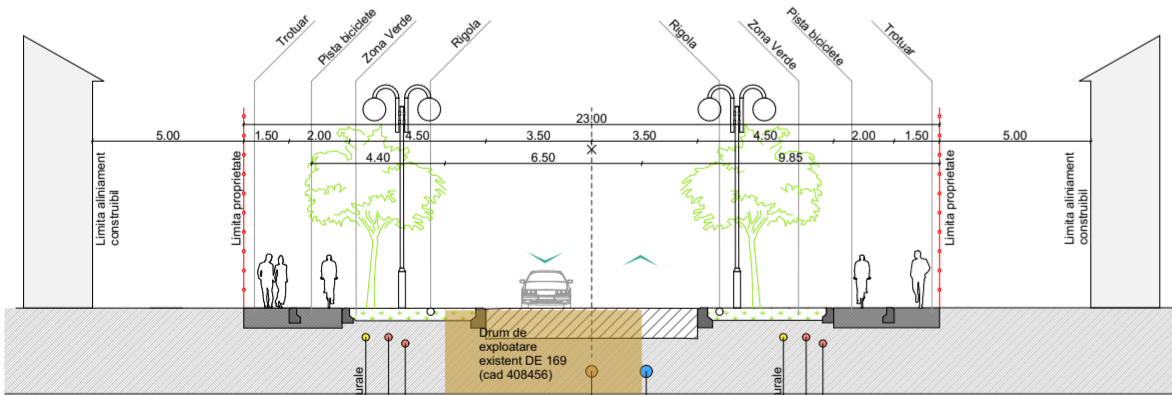 Trotuar
Pista biciclete
Zona Verde
Rigola
Rigola
Zona Verde
Pista biciclete
Trotuar
23.00
5.00
1.50
2.00
4.50
3.50
3.50
4.50
2.00
1.50
5.00
4.40
6.50
9.85
Limita aliniament
construibil
Limita proprietate
Limita proprietate
Limita aliniament
construibil
Drum de
exploatare
existent DE 169
(cad 408456)
urale
urale